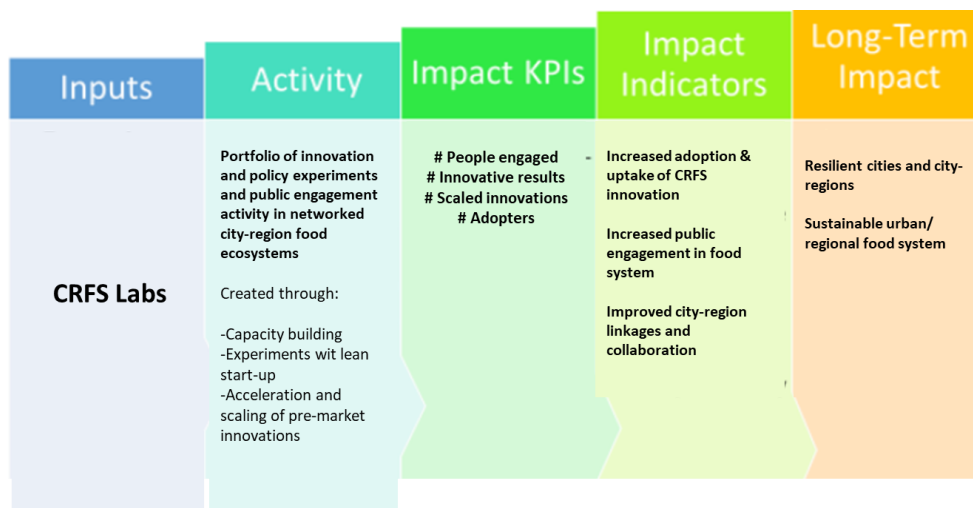 Inputs
CRFS Labs
Activity
Portfolio of innovation
and policy experiments
and public engagement
activity in networked
city-region food
ecosystems
Created through:
-Capacity building
-Experiments wit lean
start-up
-Acceleration and
scaling of pre-market
innovations
Impact KPIs
# People engaged
# Innovative results
# Scaled innovations
# Adopters
Impact
Indicators
Increased adoption &
uptake of CRFS
innovation
Increased public
engagement in food
system
Improved city-region
linkages and
collaboration
Long-Term
Impact
Resilient cities and city-
regions
Sustainable urban/
regional food system